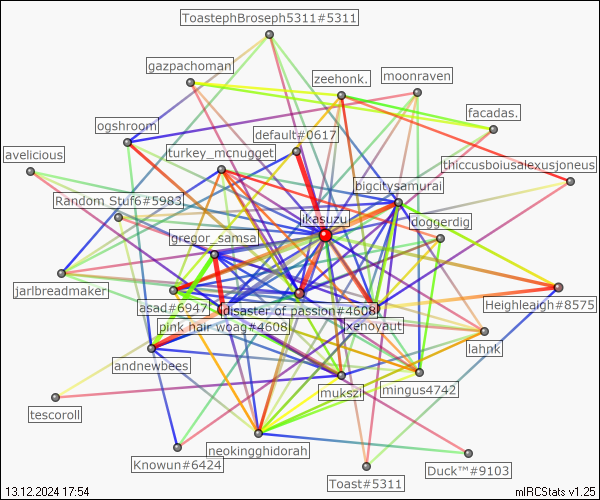 ToastephBroseph5311#5311
gazpachoman
zeehonk.
moonraven
facadas.
ogshroom
default#0617
avelicious
turkey_mcnugget
thiccusboiusalexusjoneus
bigcitysamurai
Random Stuf6#5983
ikasuzu
doggerdig
gregor_samsa
jarlbreadmaker
asad#6947
disaster of passion#4608
Heighleaigh#8575
pink hair woag#4608
xenoyaut
lahnk
andnewbees
mukszi
mingus4742
tescoroll
neokingghidorah
Knowun#6424
Duck™#9103
Toast#5311
13.12.2024 17:54
mIRCStats v1.25